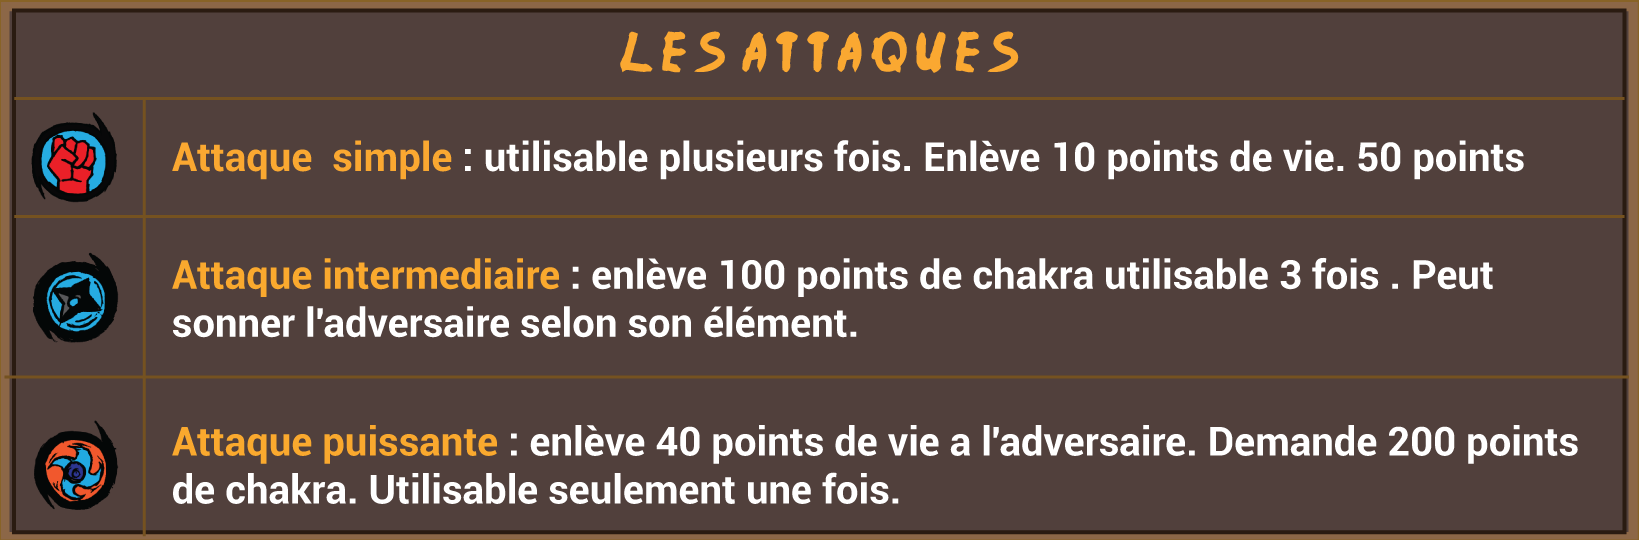 LES ATTAQUES
Attaque  simple : utilisable plusieurs fois. Enlève 10 points de vie. 50 points
Attaque intermediaire : enlève 100 points de chakra utilisable 3 fois . Peut
sonner l'adversaire selon son élément.
Attaque puissante : enlève 40 points de vie a l'adversaire. Demande 200 points
de chakra. Utilisable seulement une fois.